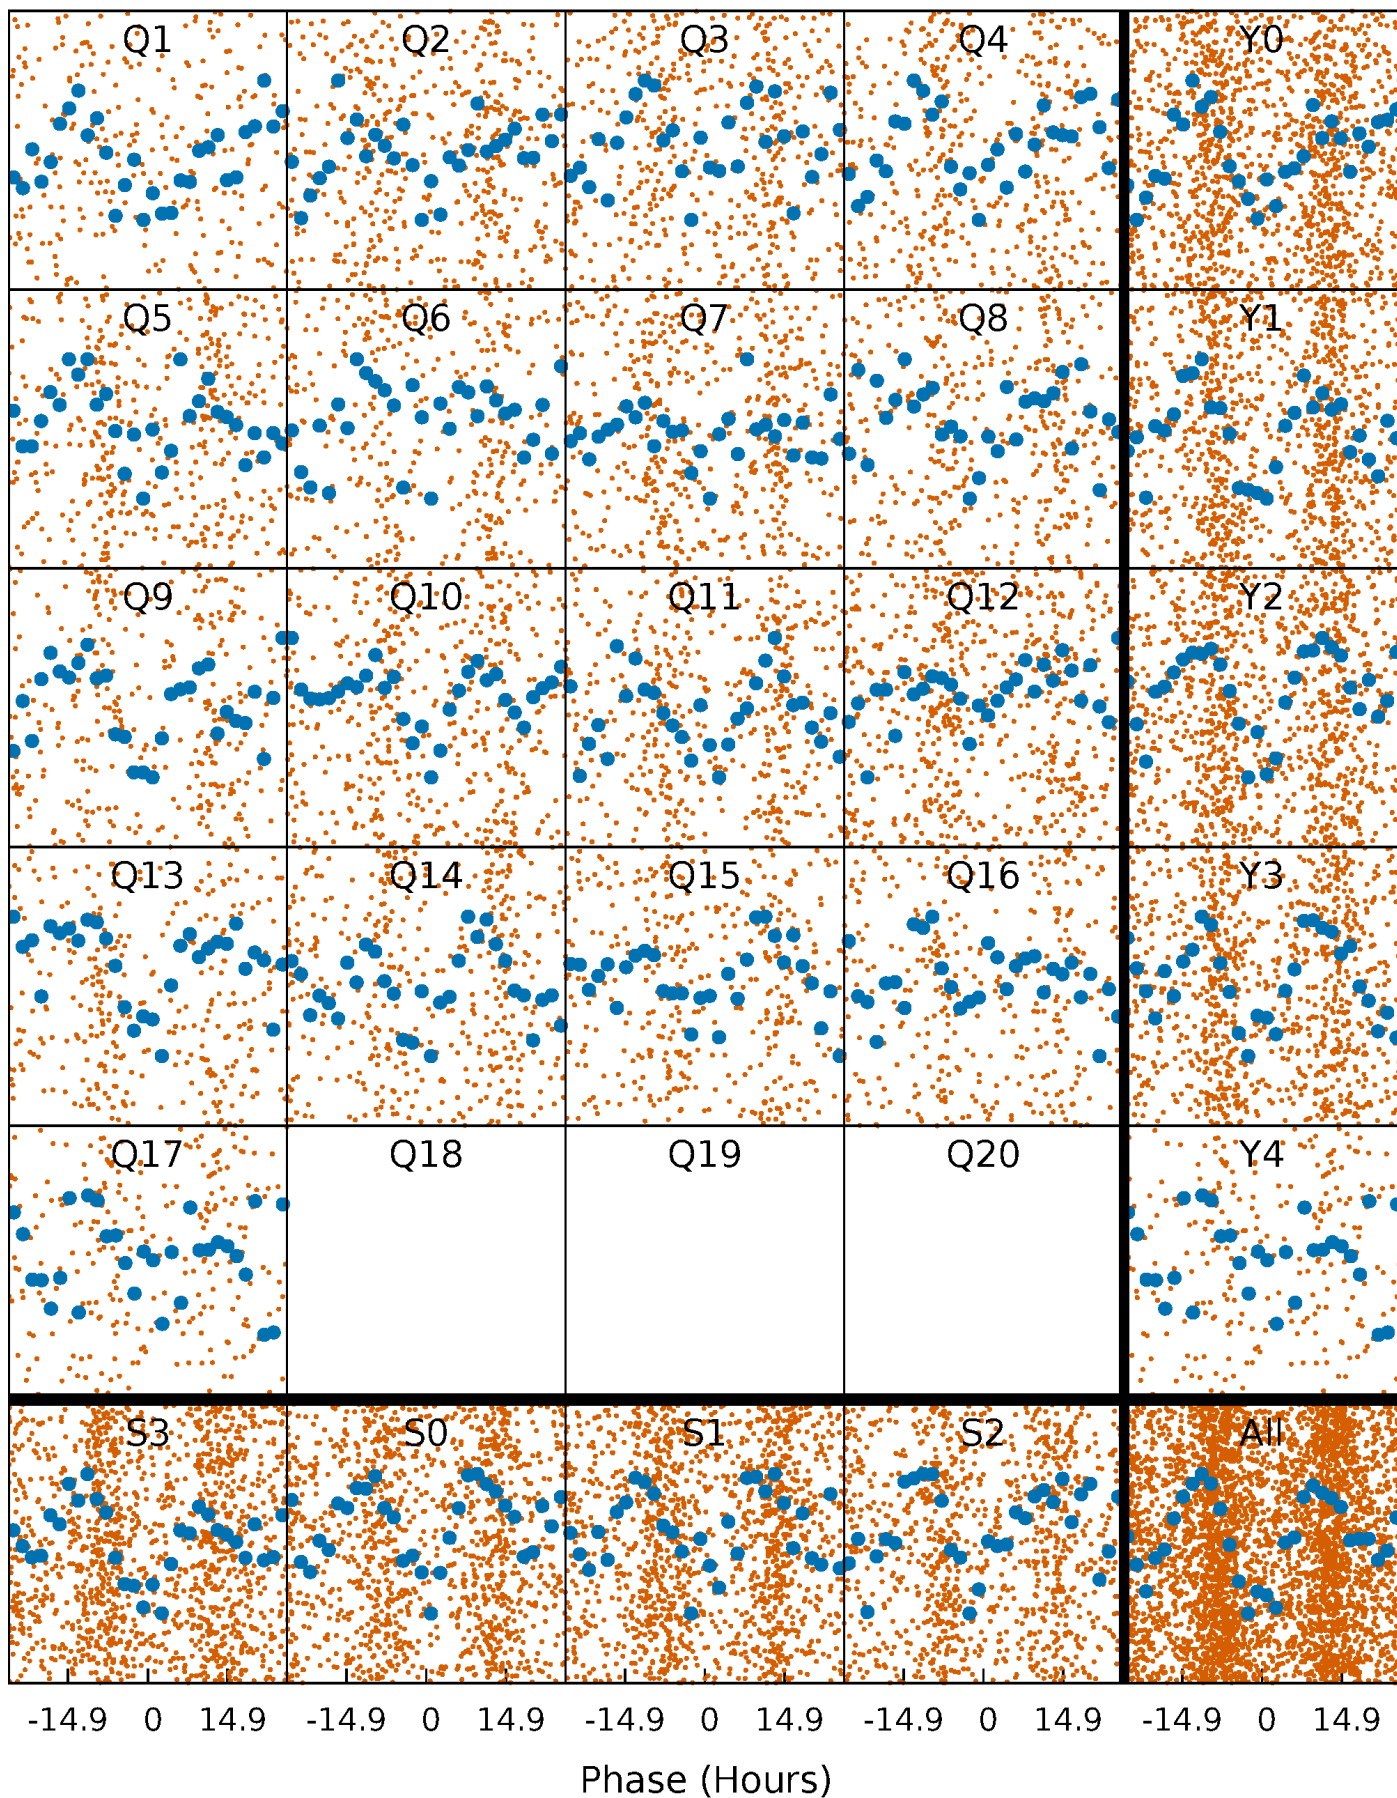 Q1 Q2 Q3 Q4 Y0
Q5 Q6 Q7 Q8 Y1
Q9 Q10 Q11 Q12 Y2
Q13 Q14 Q15 Q16 Y3
Q17 Q18 Q19 Q20 Y4
S3 S0 S1 S2 All
-14.9 0 14.9 -14.9 0 14.9 -14.9 0 14.9 -14.9 0 14.9 -14.9 0 14.9
Phase (Hours)